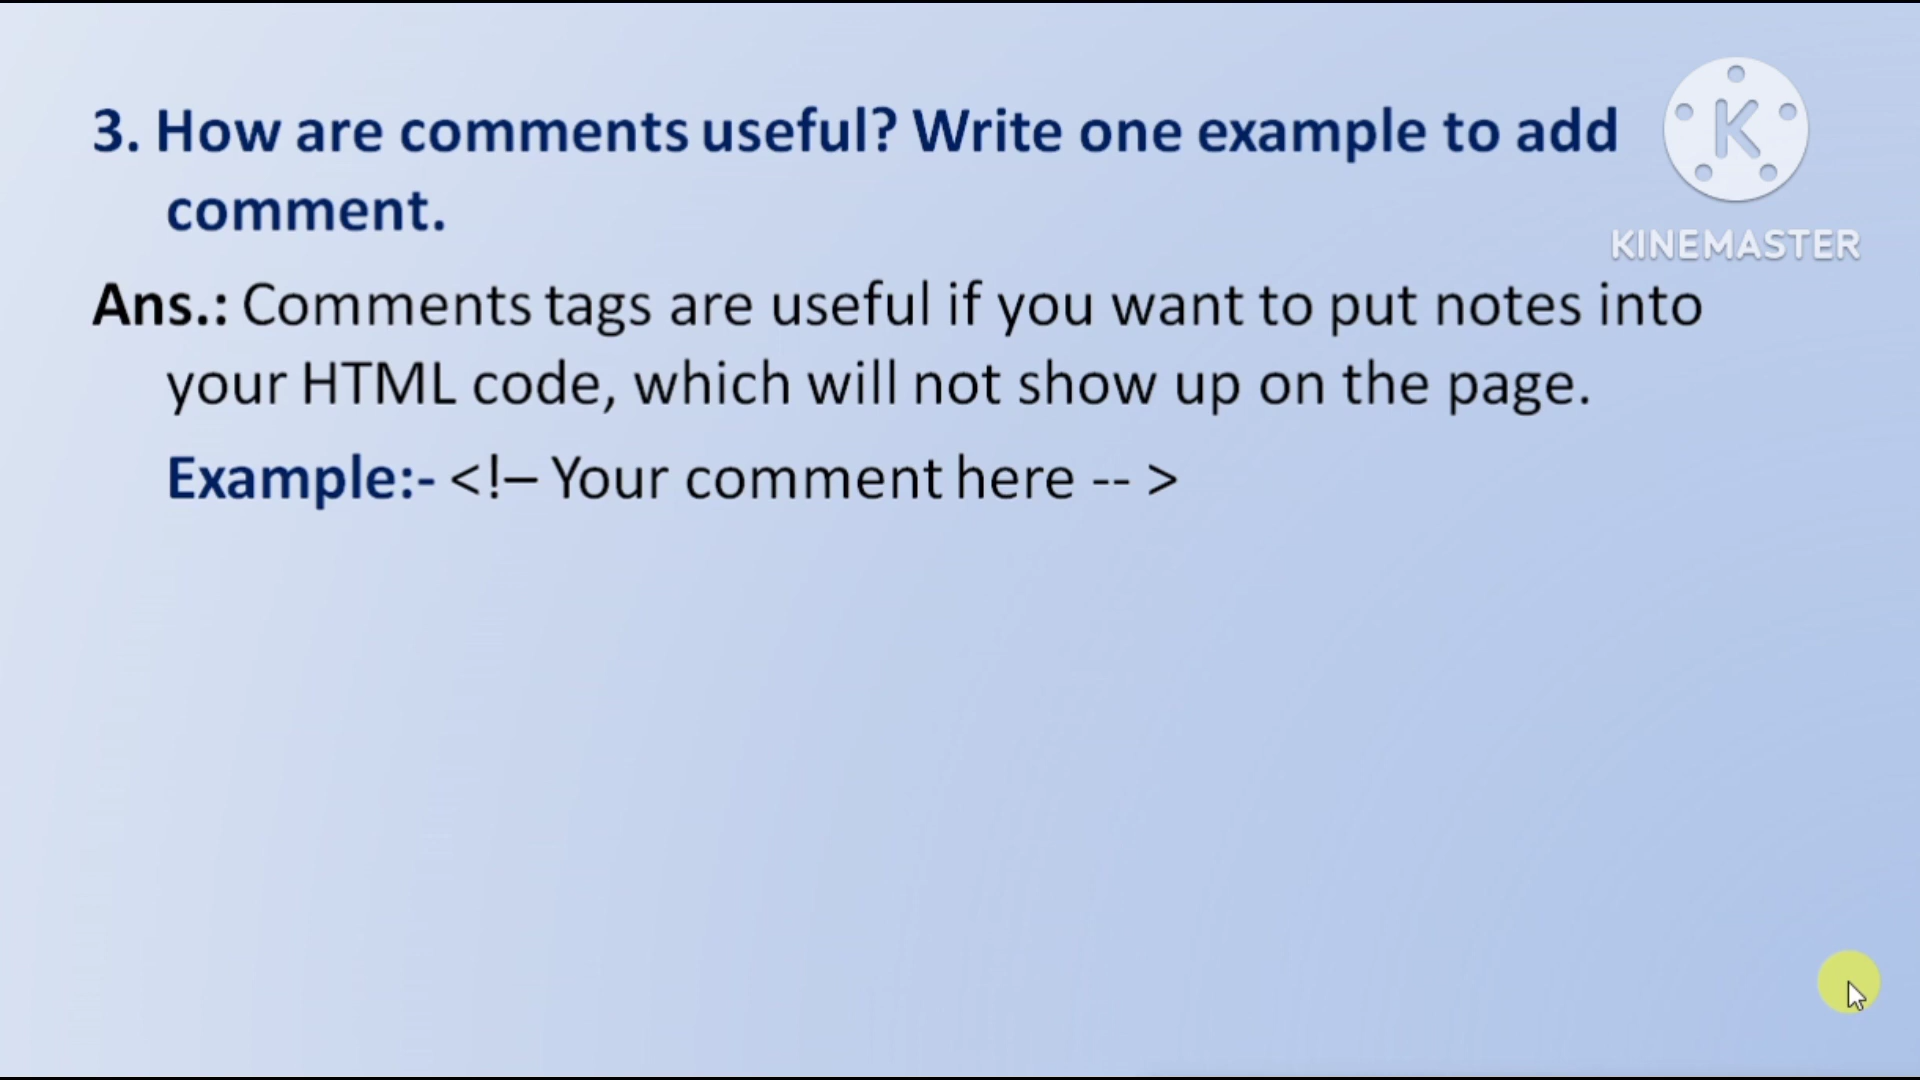 3. How are comments useful? Write one example to add
comment.
Ans.: Comments tags are useful if you want to put notes into
your HTML code, which will not show up on the page.
Example:- <!– Your comment here -- >
K
KINEMASTER